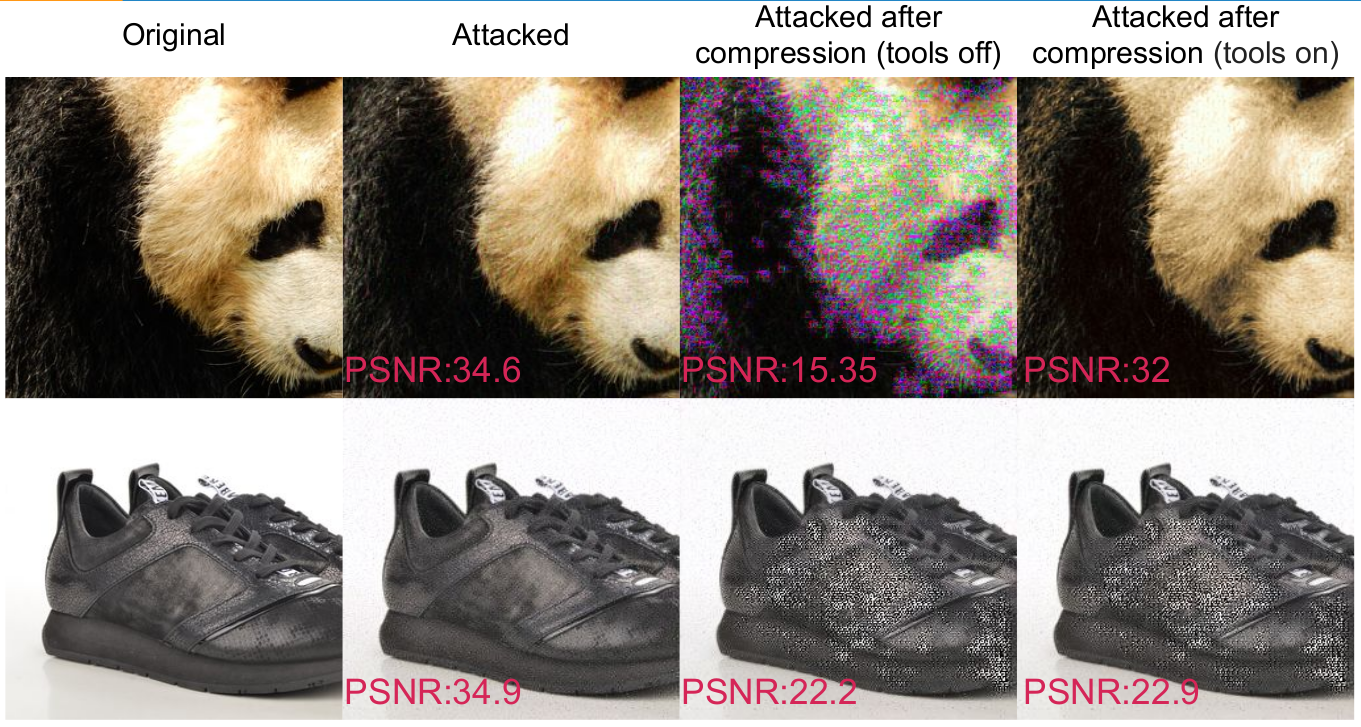 Original
Attacked
Attacked after
compression (tools off)
Attacked after
compression (tools on)
PSNR:34.6
PSNR:15.35
PSNR:32
PSNR:34.9
PSNR:22.2
PSNR:22.9